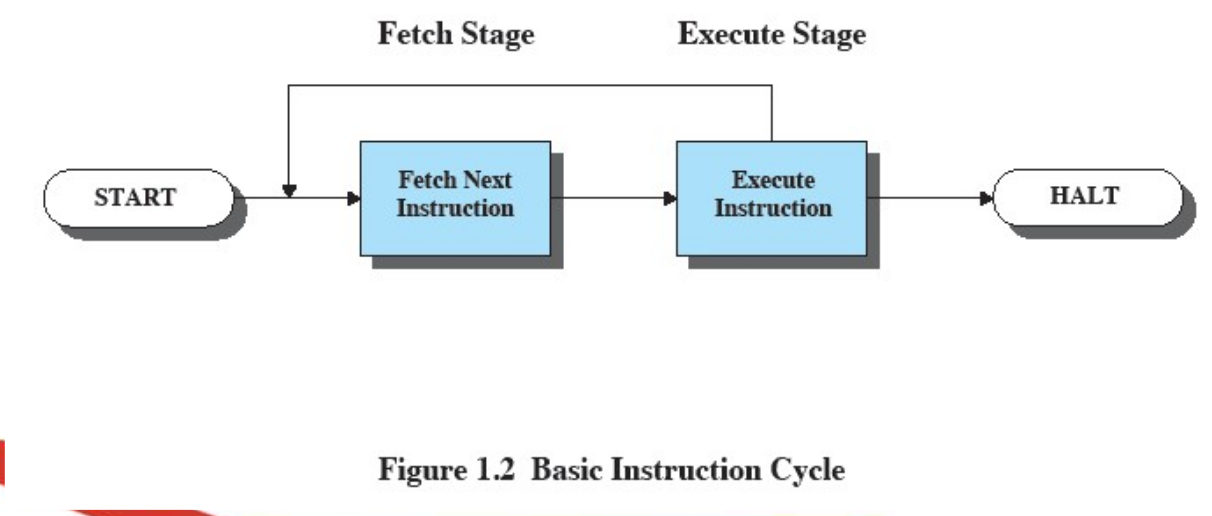 Fetch Stage
Execute Stage
START
Fetch Next
Instruction
Execute
Instruction
HALT
Figure 1.2 Basic Instruction Cycle